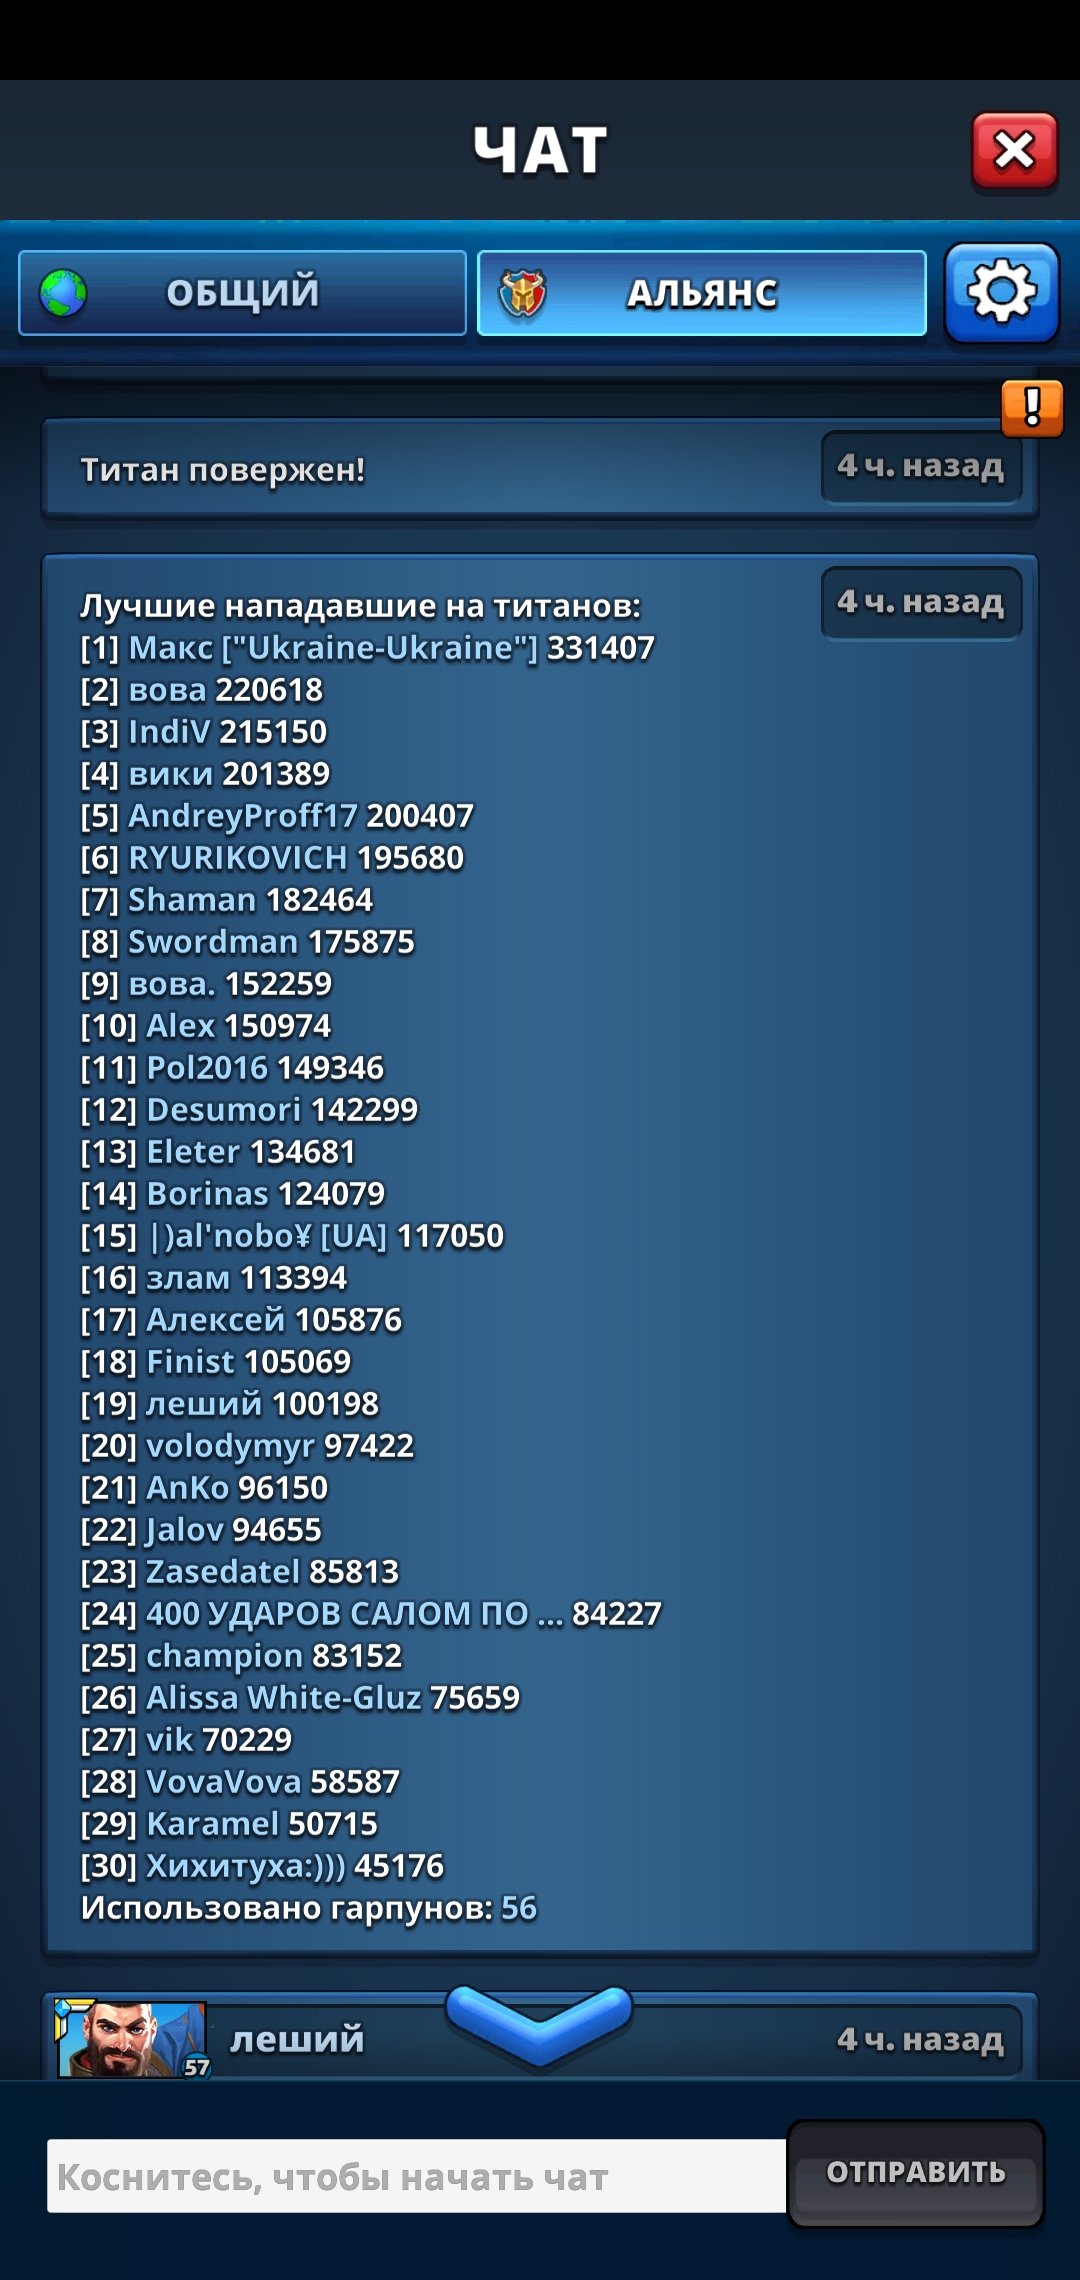 ЧАТ
ОБЩИЙ
АЛЬЯНС
!
Титан повержен!
4 ч. назад
Лучшие нападавшие на титанов:
4 ч. назад
[1] Макс ["Ukraine-Ukraine"] 331407
[2] вова 220618
[3] IndiV 215150
[4] вики 201389
[5] AndreyProff17 200407
[6] RYURIKOVICH 195680
[7] Shaman 182464
[8] Swordman 175875
[9] вова. 152259
[10] Alex 150974
[11] Pol2016 149346
[12] Desumori 142299
[13] Eleter 134681
[14] Borinas 124079
[15] |)al'nobo¥ [UA] 117050
[16] злам 113394
[17] Алексей 105876
[18] Finist 105069
[19] леший 100198
[20] volodymyr 97422
[21] AnKo 96150
[22] Jalov 94655
[23] Zasedatel 85813
[24] 400 УДАРОВ САЛОМ ПО ... 84227
[25] champion 83152
[26] Alissa White-Gluz 75659
[27] vik 70229
[28] VovaVova 58587
[29] Karamel 50715
[30] Хихитуха:))) 45176
Использовано гарпунов: 56
57
леший
4 ч. назад
Коснитесь, чтобы начать чат
ОТПРАВИТЬ